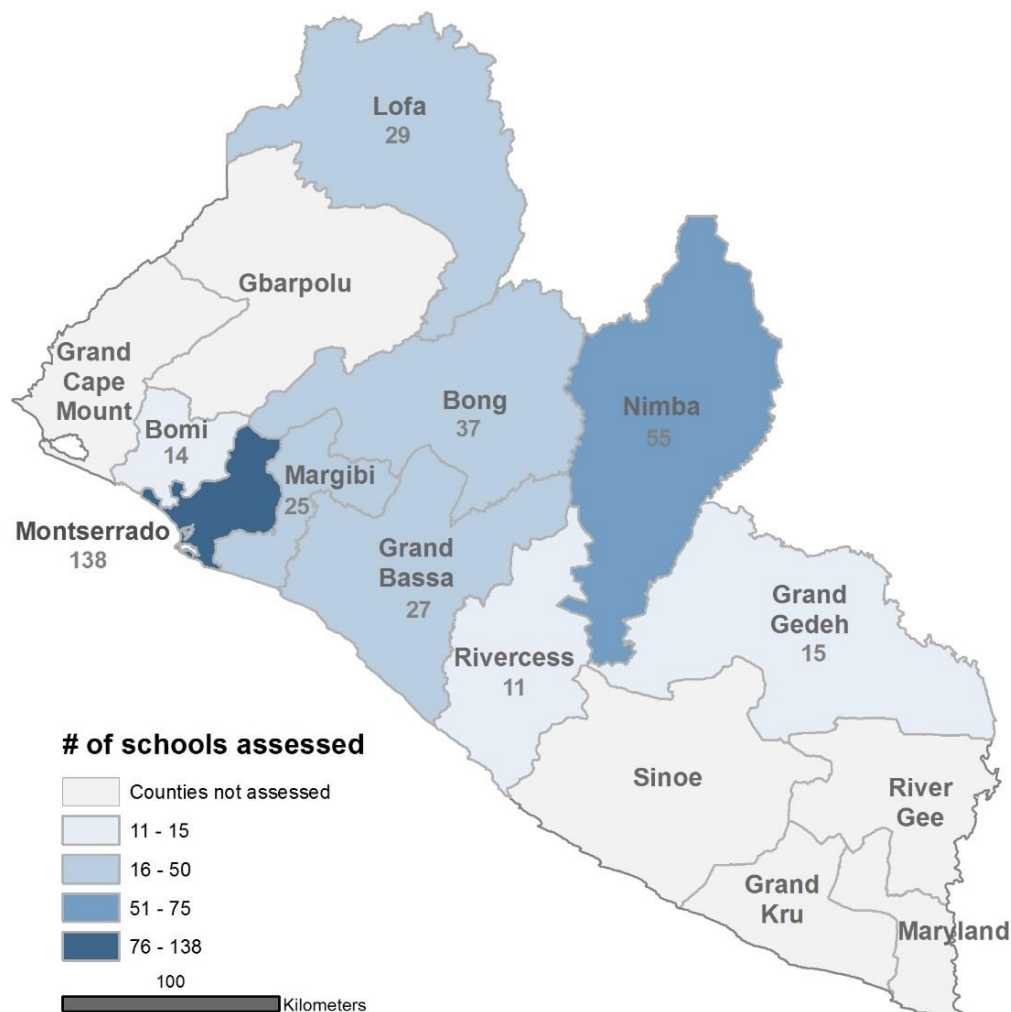 Lofa
29
Gbarpolu
Grand
Cape
Mount
Bong
37
Nimba
55
Bomi
14
Margibi
25
Montserrado
138
Grand
Bassa
27
Grand
Gedeh
15
Rivercess
11
# of schools assessed
Counties not assessed
11 - 15
16 - 50
51 - 75
76 - 138
100
Kilometers
Sinoe
River
Gee
Grand
Kru
Maryland